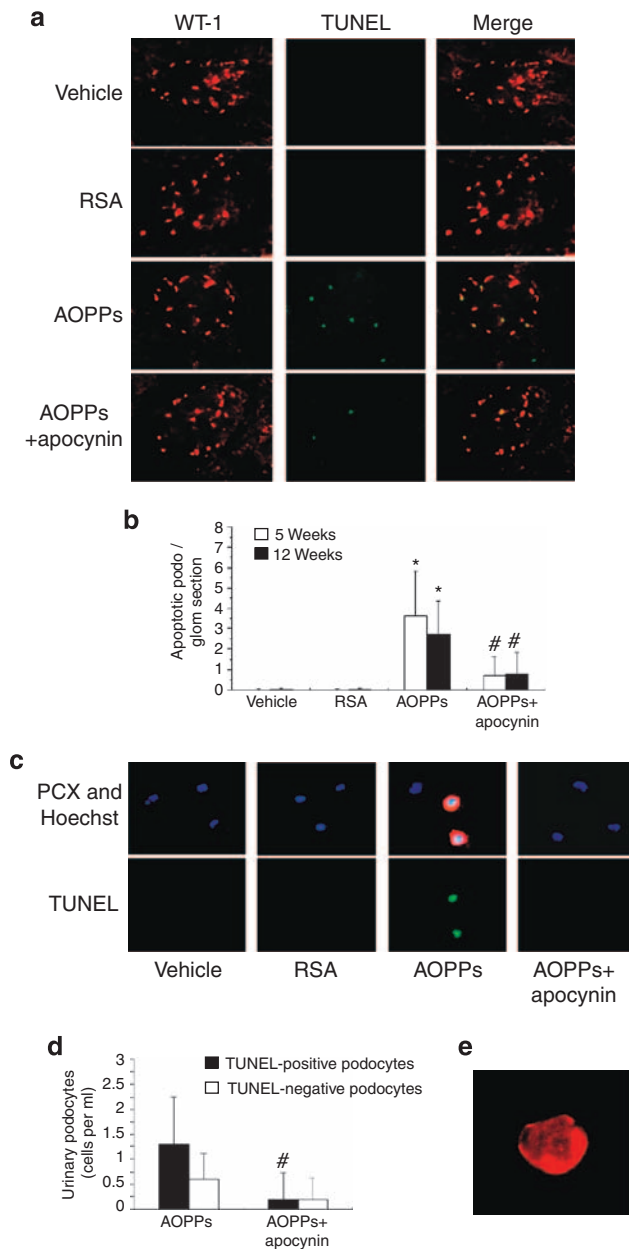 a
WT-1 TUNEL Merge
Vehicle
RSA
AOPPs
AOPPs
+apocynin
b
Apoptotic podo /
glom section
8
7
6
5
4
3
2
1
0
5 Weeks
12 Weeks
* *
# #
Vehicle RSA AOPPs AOPPs+
apocynin
c
PCX and
Hoechst
TUNEL
Vehicle RSA AOPPs AOPPs+
apocynin
d
Urinary podocytes
(cells per ml)
3
2.5
2
1.5
1
0.5
0
TUNEL-positive podocytes
TUNEL-negative podocytes
#
AOPPs AOPPs+
apocynin
e